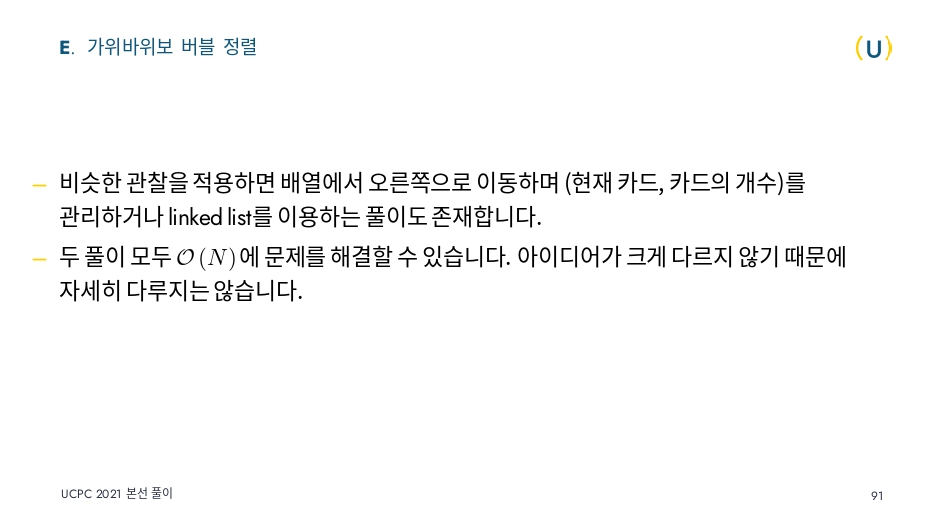 E. 가위바위보 버블 정렬
(U)
– 비슷한 관찰을 적용하면 배열에서 오른쪽으로 이동하며 (현재 카드, 카드의 개수)를
관리하거나 linked list를 이용하는 풀이도 존재합니다.
– 두 풀이 모두 𝒪(N)에 문제를 해결할 수 있습니다. 아이디어가 크게 다르지 않기 때문에
자세히 다루지는 않습니다.
UCPC 2021 본선 풀이
91